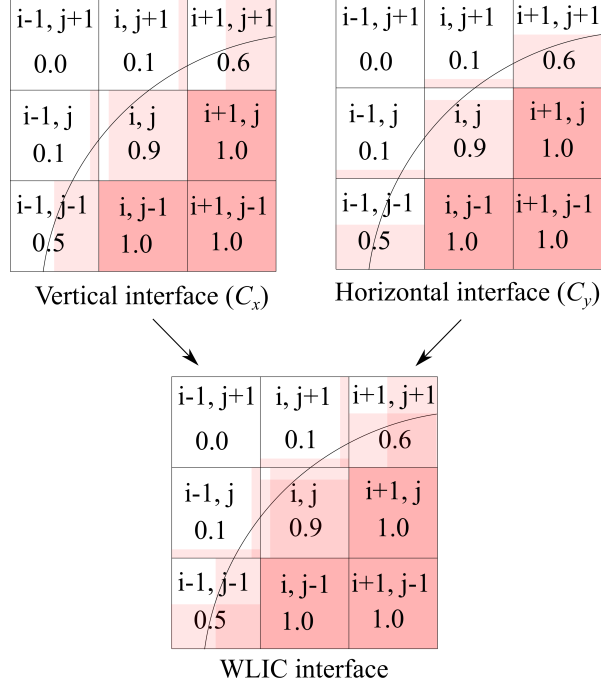 i-1, j+1 i, j+1 i+1, j+1
0.0 0.1 0.6
i-1, j i, j i+1, j
0.1 0.9 1.0
i-1, j-1 i, j-1 i+1, j-1
0.5 1.0 1.0
Vertical interface (Cx)
i-1, j+1 i, j+1 i+1, j+1
0.0 0.1 0.6
i-1, j i, j i+1, j
0.1 0.9 1.0
i-1, j-1 i, j-1 i+1, j-1
0.5 1.0 1.0
Horizontal interface (Cy)
i-1, j+1 i, j+1 i+1, j+1
0.0 0.1 0.6
i-1, j i, j i+1, j
0.1 0.9 1.0
i-1, j-1 i, j-1 i+1, j-1
0.5 1.0 1.0
WLIC interface